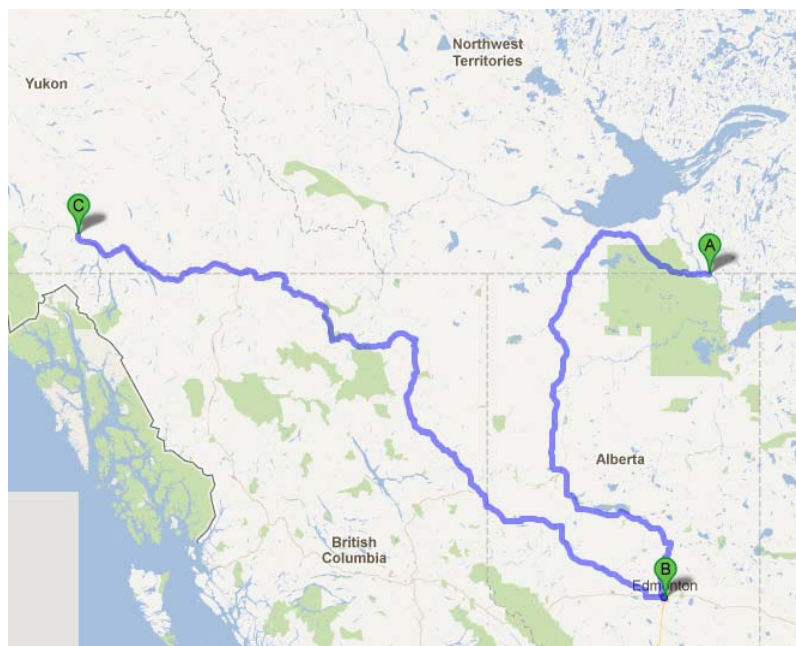 Northwest
Territories
Yukon
C
A
Alberta
British
Columbia
B
Edmonton